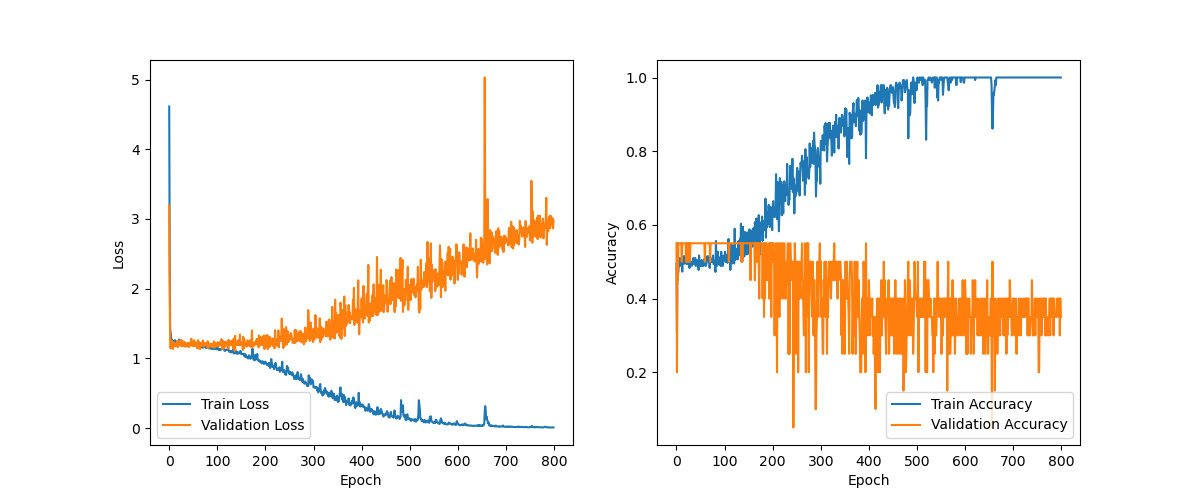 5
4
3
2
1
0
Loss
0 100 200 300 400 500 600 700 800
Epoch
Train Loss
Validation Loss
1.0
0.8
0.6
0.4
0.2
Accuracy
0 100 200 300 400 500 600 700 800
Epoch
Train Accuracy
Validation Accuracy